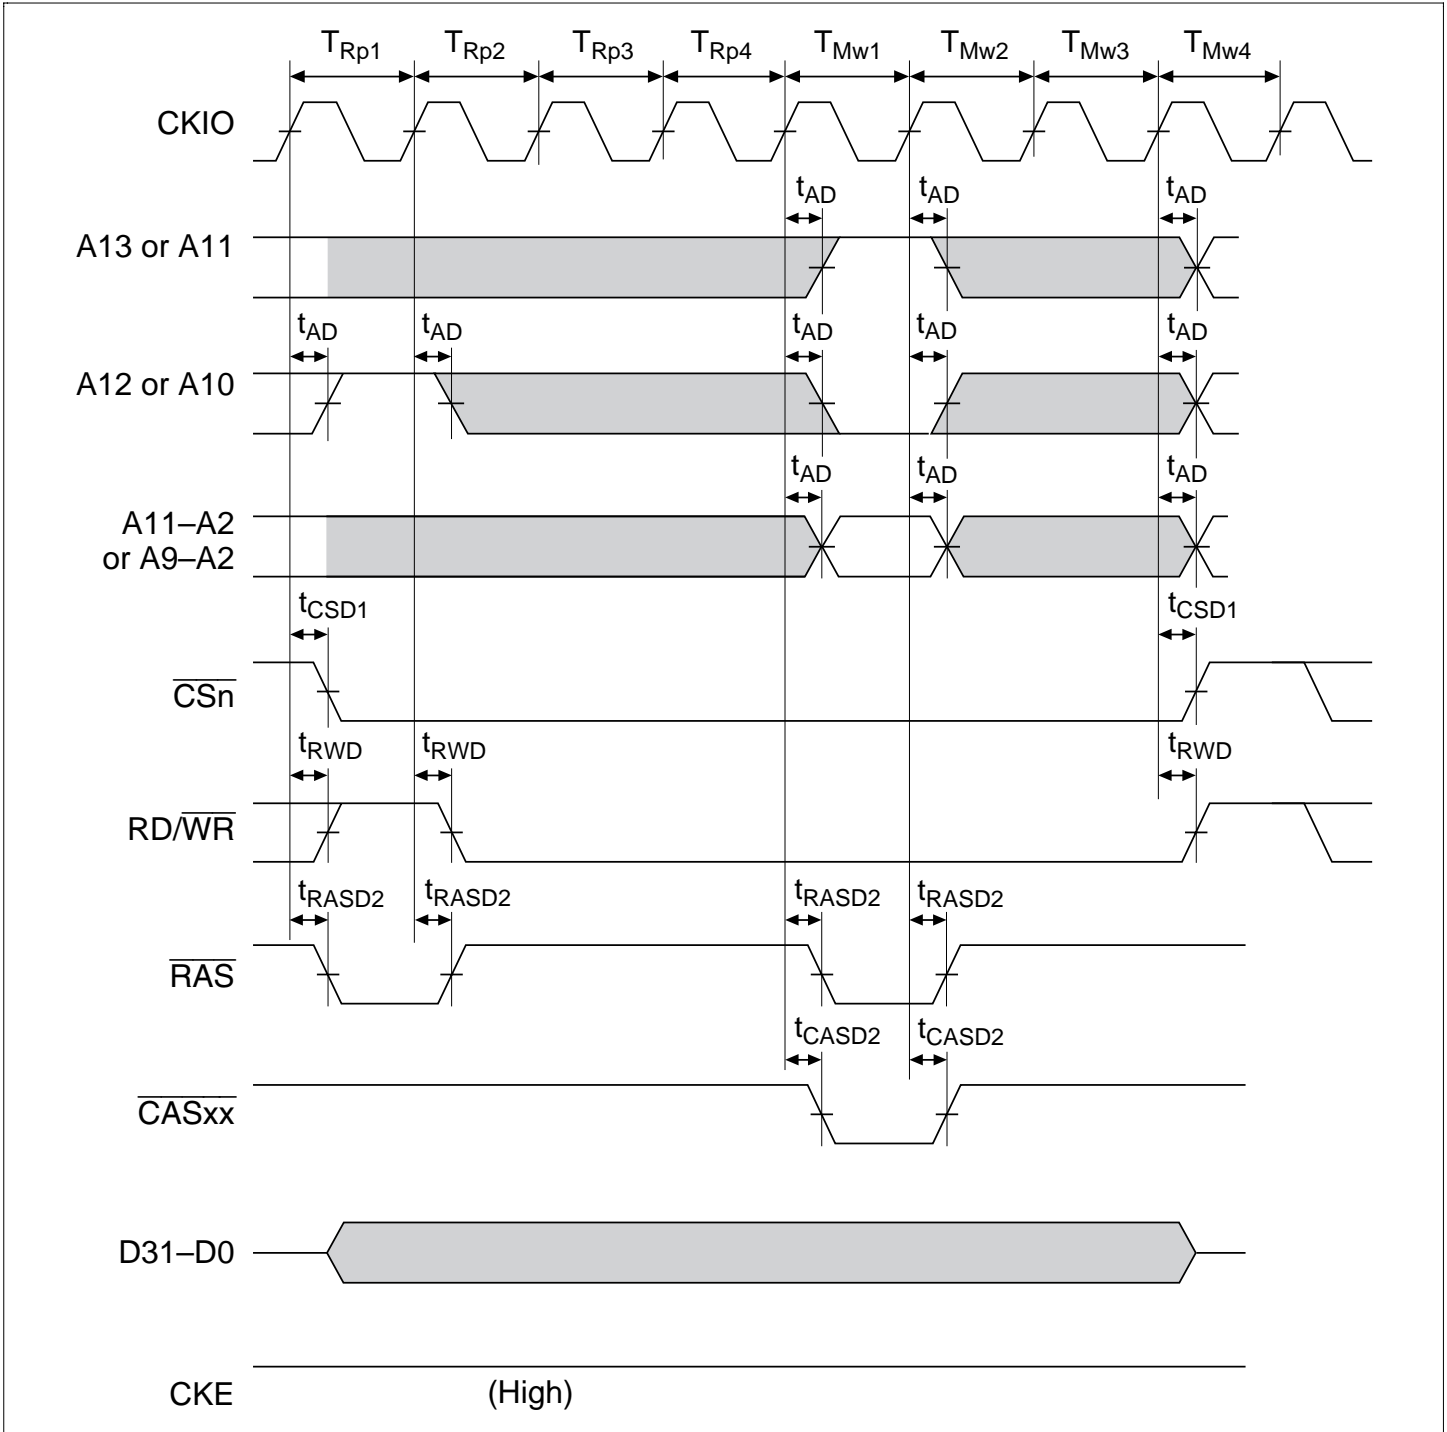 TRp1 TRp2 TRp3 TRp4 TMw1 TMw2 TMw3 TMw4
CKIO
tAD tAD tAD
A13 or A11
tAD tAD tAD tAD tAD
A12 or A10
tAD tAD tAD
A11–A2
or A9–A2
tCSD1 tCSD1
CSn
tRWD tRWD tRWD
RD/WR
tRASD2 tRASD2 tRASD2 tRASD2
RAS
tCASD2 tCASD2
CASxx
D31–D0
CKE (High)